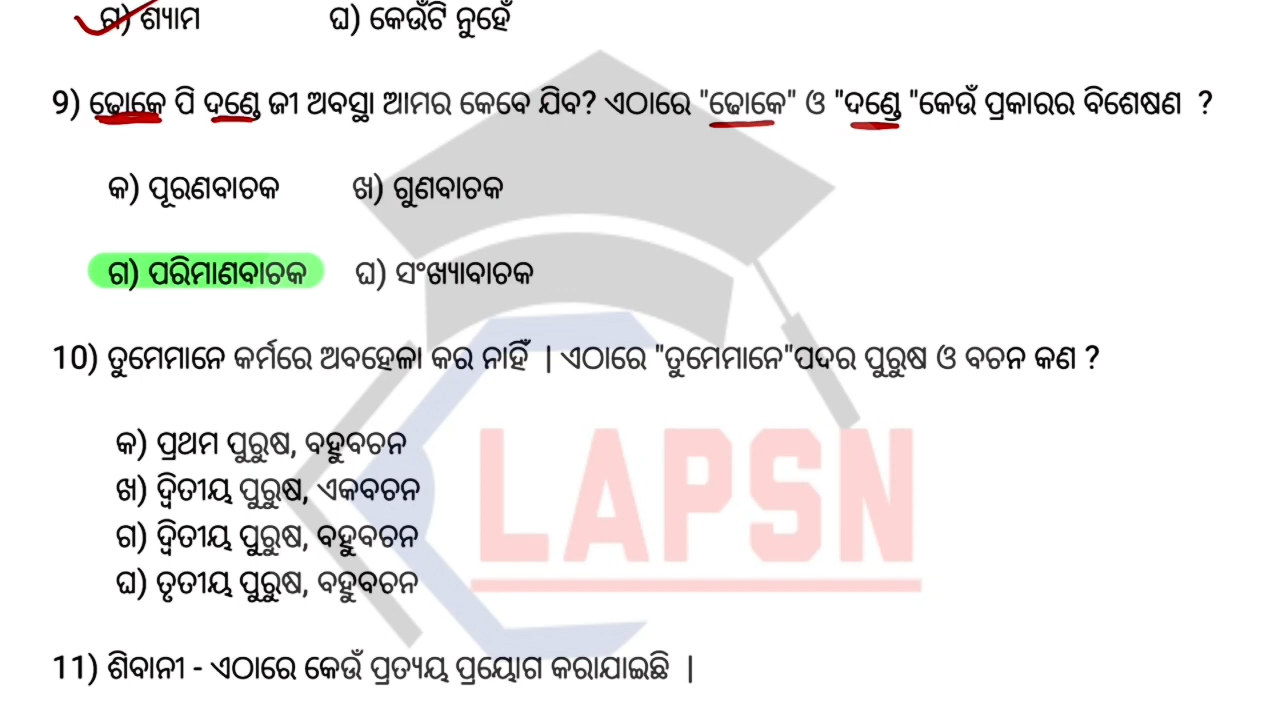 ଗ) ଶ୍ୟାମ ଘ) କେଉଁଟି ନୁହେଁ
9) ଢୋକେ ପି ଦଣ୍ଡେ ଜୀ ଅବସ୍ଥା ଆମର କେବେ ଯିବ? ଏଠାରେ "ଢୋକେ" ଓ "ଦଣ୍ଡେ "କେଉଁ ପ୍ରକାରର ବିଶେଷଣ ?
କ) ପୂରଣବାଚକ ଖ) ଗୁଣବାଚକ
ଗ) ପରିମାଣବାଚକ ଘ) ସଂଖ୍ୟାବାଚକ
10) ତୁମେମାନେ କର୍ମରେ ଅବହେଳା କର ନାହିଁ | ଏଠାରେ "ତୁମେମାନେ"ପଦର ପୁରୁଷ ଓ ବଚନ କଣ ?
କ) ପ୍ରଥମ ପୁରୁଷ, ବହୁବଚନ
ଖ) ଦ୍ୱିତୀୟ ପୁରୁଷ, ଏକବଚନ
ଗ) ଦ୍ୱିତୀୟ ପୁରୁଷ, ବହୁବଚନ
ଘ) ତୃତୀୟ ପୁରୁଷ, ବହୁବଚନ
LAPSN
11) ଶିବାନୀ - ଏଠାରେ କେଉଁ ପ୍ରତ୍ୟୟ ପ୍ରୟୋଗ କରାଯାଇଛି |